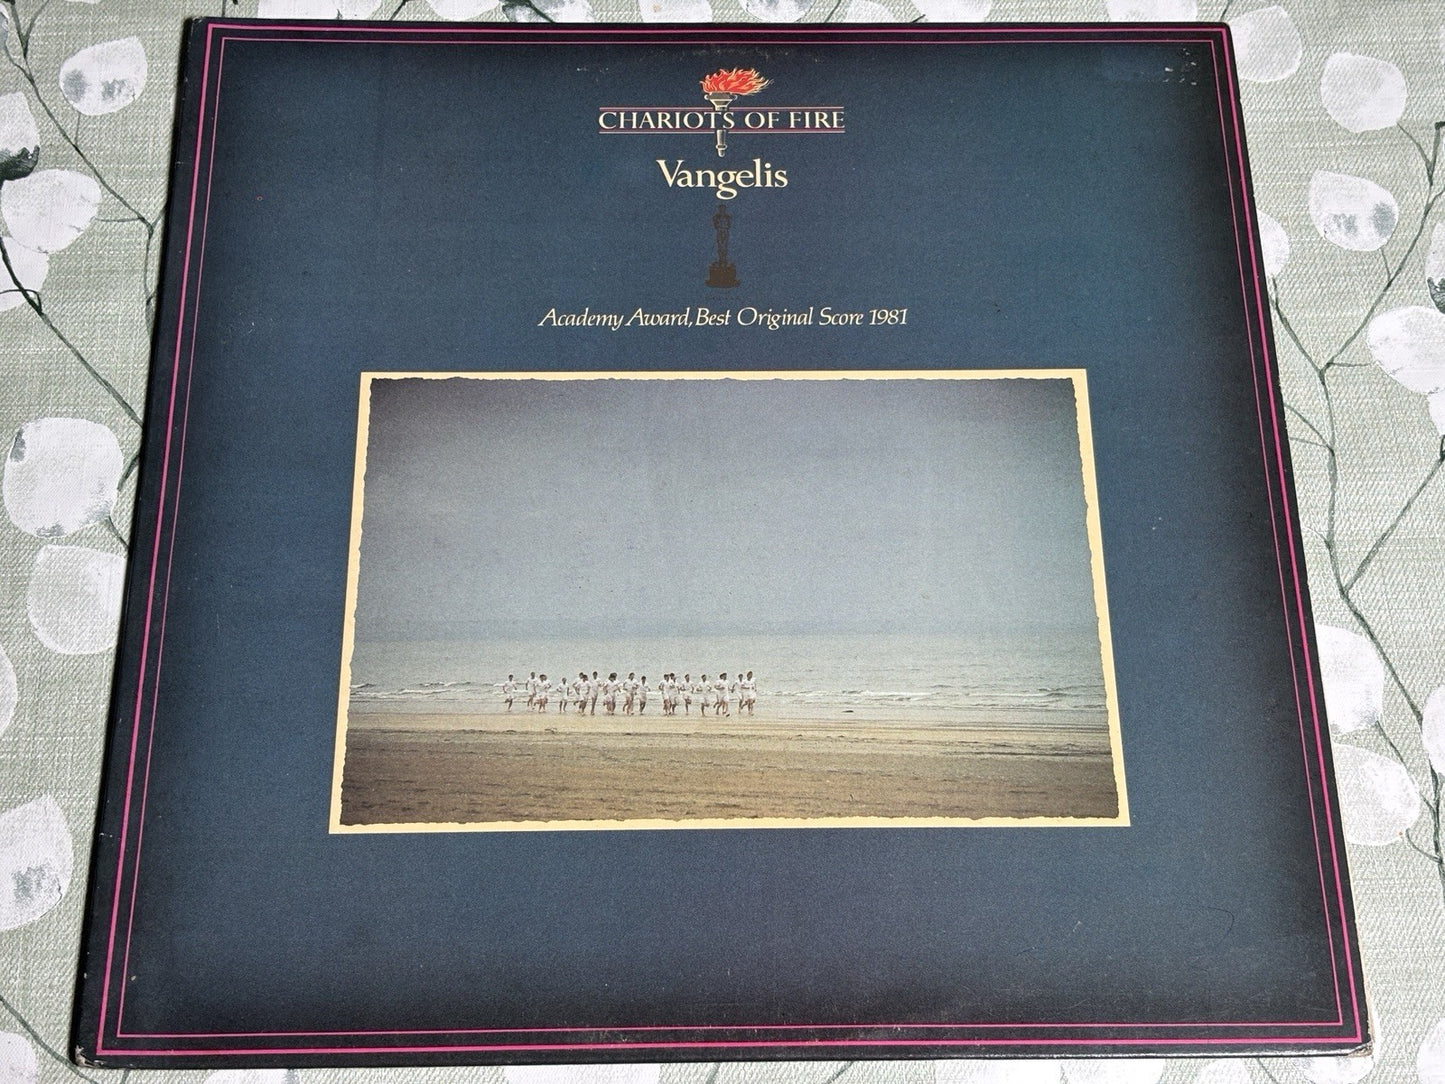 CHARIOTS OF FIRE
Vangelis
Academy Award, Best Original Score 1981